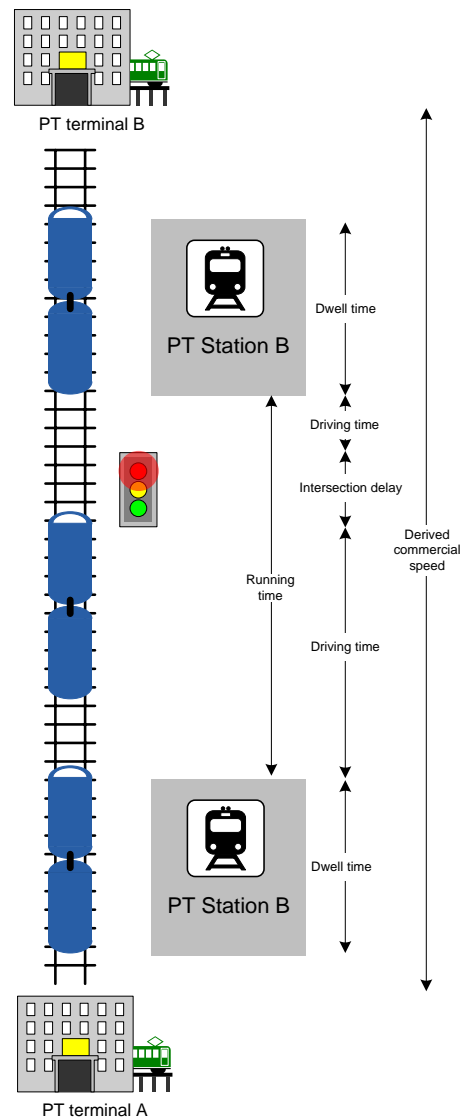 PT terminal B
Dwell time
PT Station B
Driving time
Intersection delay
Derived
commercial
speed
Running
time
Driving time
Dwell time
PT Station B
PT terminal A